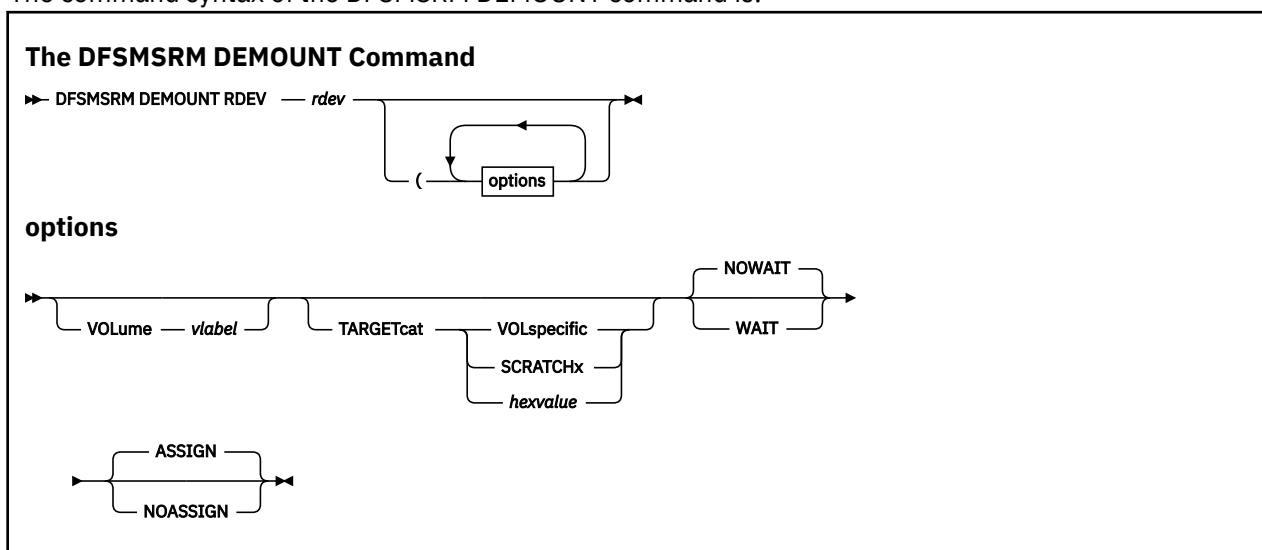 The command syntax of the DFSMSRM DEMOUNT command is:
The DFSMSRM DEMOUNT Command
DFSMSRM DEMOUNT RDEV rdev
( options
options
NOWAIT
VOLume vlabel TARGETcat VOLspecific WAIT
SCRATCHx
hexvalue
ASSIGN
NOASSIGN